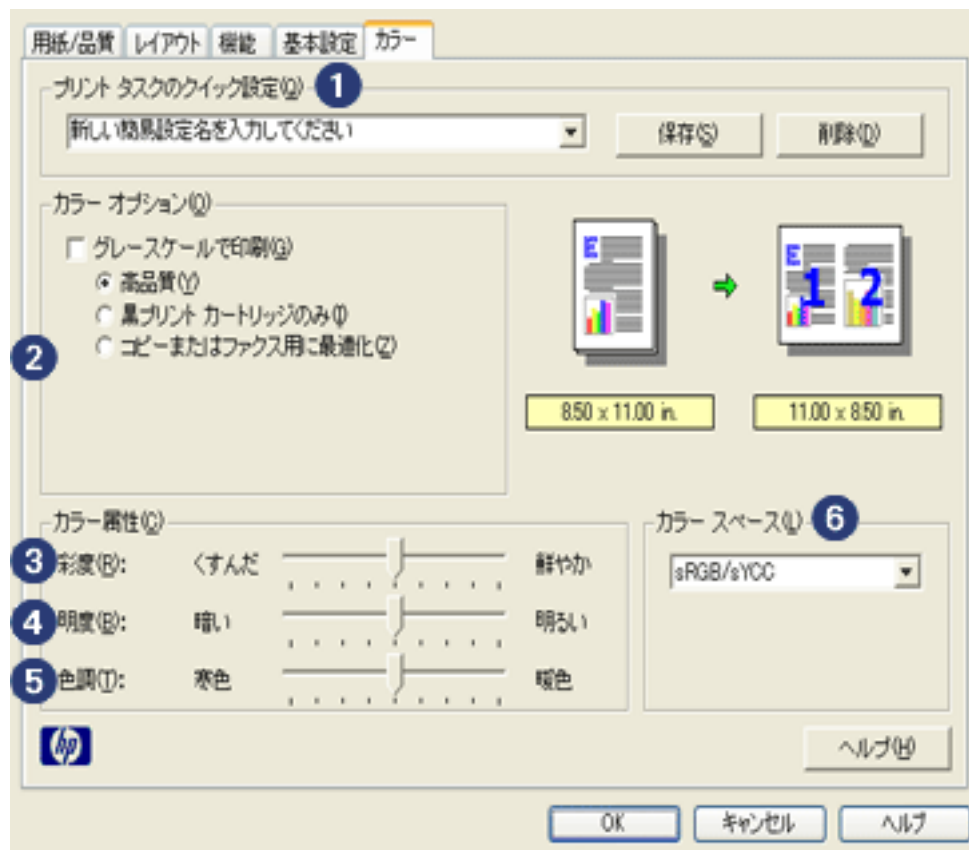 用紙/品質 レイアウト 機能 基本設定 カラー
プリント タスクのクイック設定(Q) 1
新しい簡易設定名を入力してください 保存(S) 削除(D)
カラー オプション(O)
グレースケールで印刷(G)
高品質(Y)
黒プリント カートリッジのみ(I)
コピーまたはファクス用に最適化(Z)
2
E
E 1 2
8.50 x 11.00 in. 11.00 x 8.50 in.
カラー属性(C)
3 彩度(R): くすんだ 鮮やか
4 明度(B): 暗い 明るい
5 色調(T): 寒色 暖色
カラー スペース(L) 6
sRGB/sYCC
hp
ヘルプ(H)
OK キャンセル ヘルプ